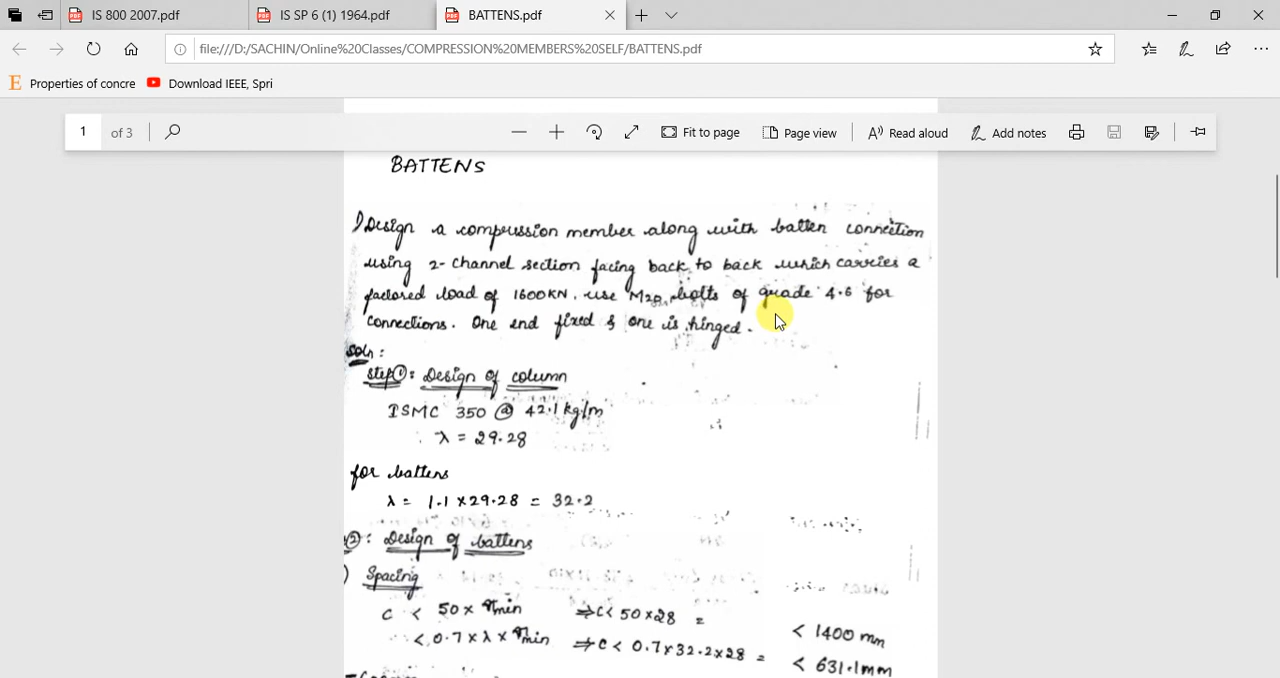 IS 800 2007.pdf
IS SP 6 (1) 1964.pdf
BATTENS.pdf
file:///D:/SACHIN/Online%20Classes/COMPRESSION%20MEMBERS%20SELF/BATTENS.pdf
Properties of concre
Download IEEE, Spri
1 of 3
Fit to page
Page view
Read aloud
Add notes
BATTENS
1) Design a compression member along with batten connection
using 2-channel section facing back to back which carries a
factored load of 1600KN. use M20 bolts of grade 4.6 for
connections. One end fixed & one is hinged.
Soln:
Step ①: Design of column
ISMC 350 @ 42.1 kg/m
λ = 29.28
for battens
λ = 1.1 x 29.28 = 32.2
②: Design of battens
) Spacing
C < 50 x rmin ⇒ C < 50 x 28 = < 1400 mm
< 0.7 x λ x rmin ⇒ C < 0.7 x 32.2 x 28 = < 631.1mm